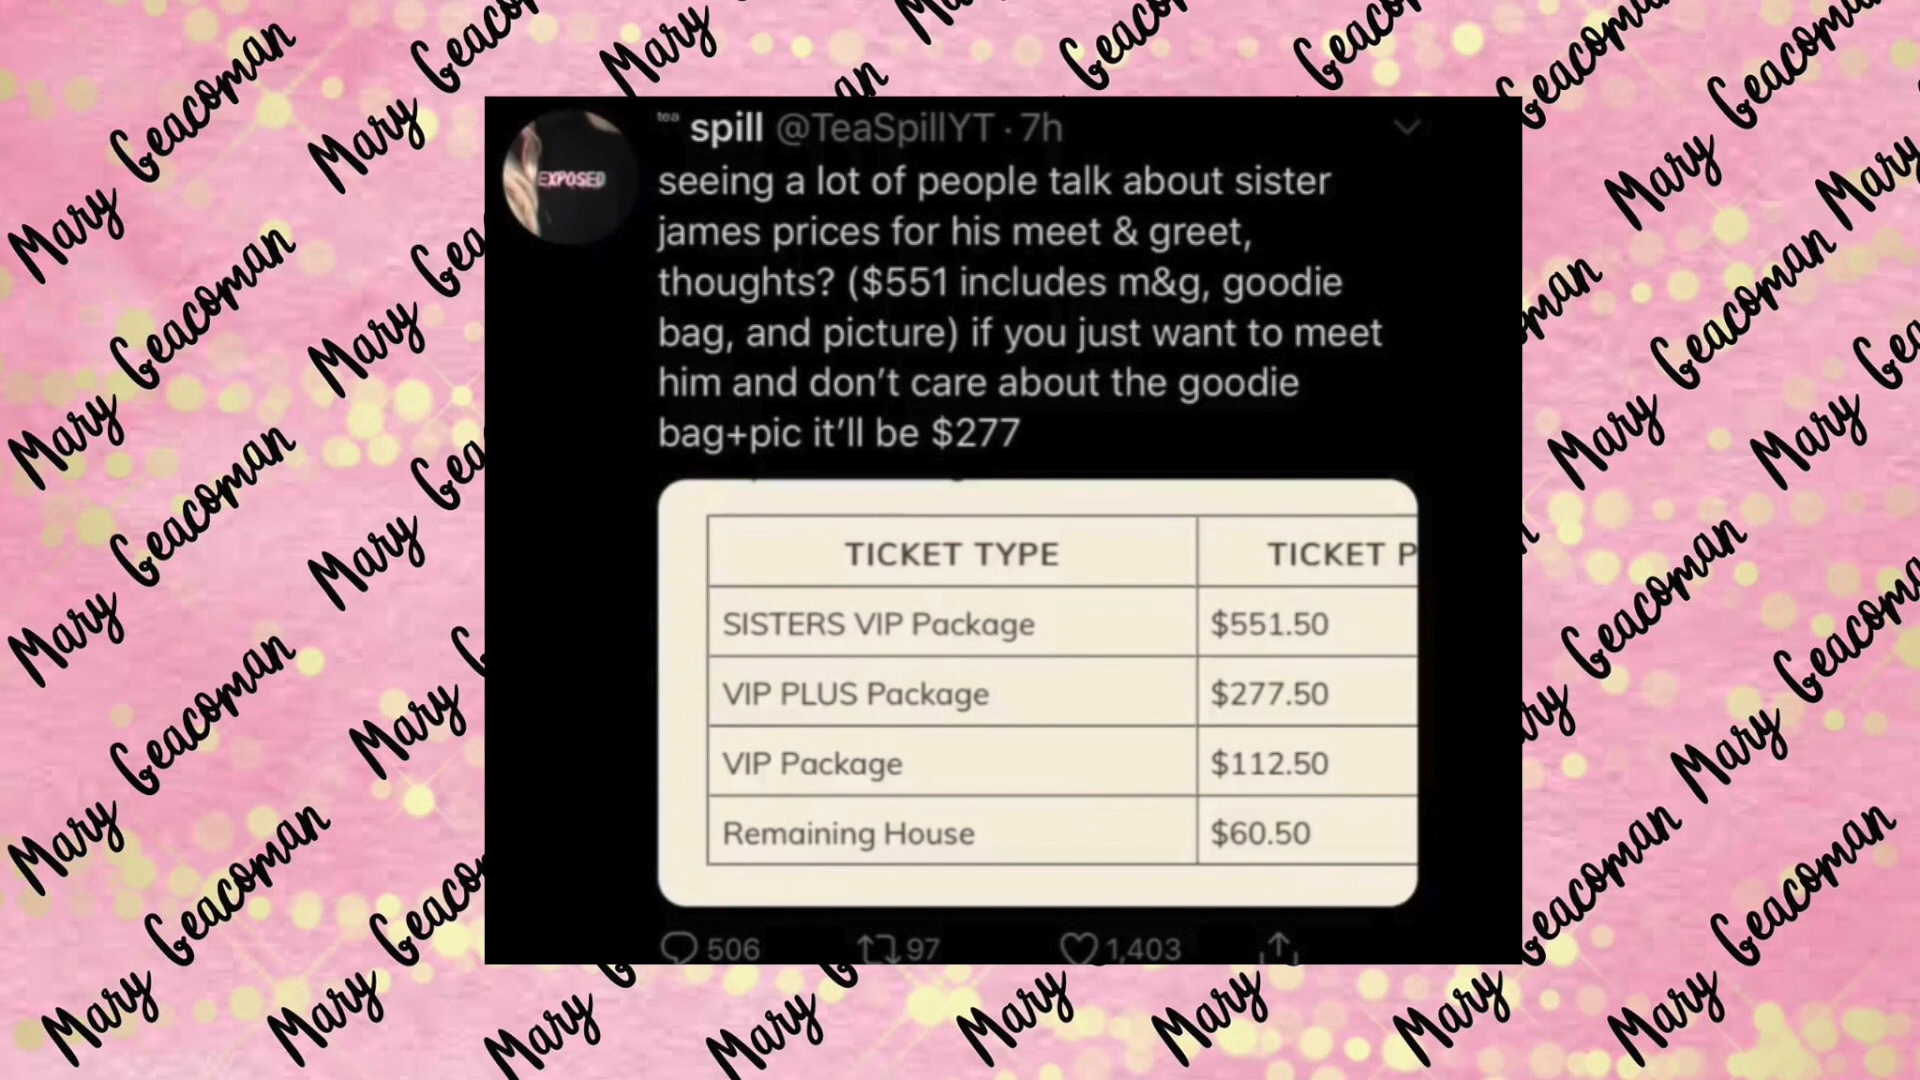 Mary Geacoman
tea spill @TeaSpillYT · 7h
EXPOSED
seeing a lot of people talk about sister
james prices for his meet & greet,
thoughts? ($551 includes m&g, goodie
bag, and picture) if you just want to meet
him and don't care about the goodie
bag+pic it'll be $277
TICKET TYPE TICKET P
SISTERS VIP Package $551.50
VIP PLUS Package $277.50
VIP Package $112.50
Remaining House $60.50
506 97 1,403